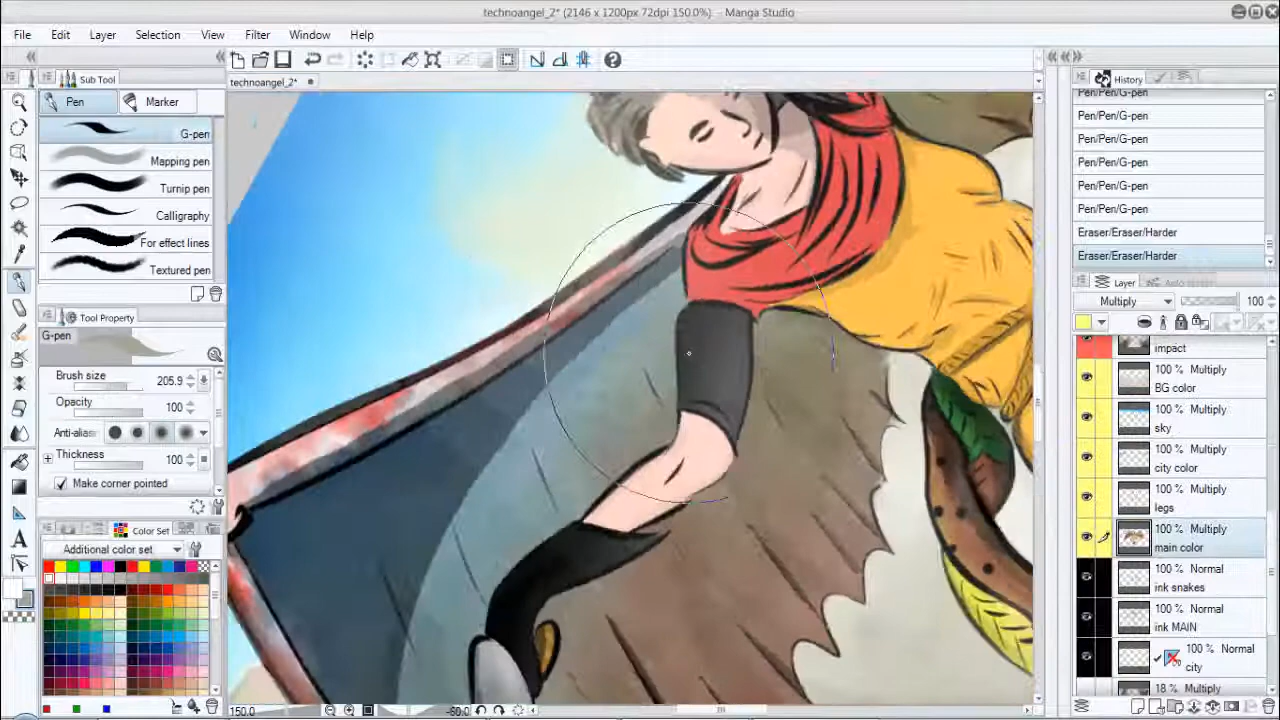 technoangel_2* (2146 x 1200px 72dpi 150.0%) - Manga Studio
File Edit Layer Selection View Filter Window Help
Sub Tool
technoangel_2*
History
Pen Marker
G-pen
Mapping pen
Turnip pen
Calligraphy
For effect lines
Textured pen
Pen/Pen/G-pen
Pen/Pen/G-pen
Pen/Pen/G-pen
Pen/Pen/G-pen
Pen/Pen/G-pen
Pen/Pen/G-pen
Eraser/Eraser/Harder
Eraser/Eraser/Harder
Layer
Multiply 100
impact
100 % Multiply
BG color
100 % Multiply
sky
100 % Multiply
city color
100 % Multiply
legs
100 % Multiply
main color
100 % Normal
ink snakes
100 % Normal
ink MAIN
100 % Normal
city
18 % Multiply
Tool Property
G-pen
Brush size 205.9
Opacity 100
Anti-alias
Thickness 100
Make corner pointed
Color Set
Additional color set
150.0 -60.0